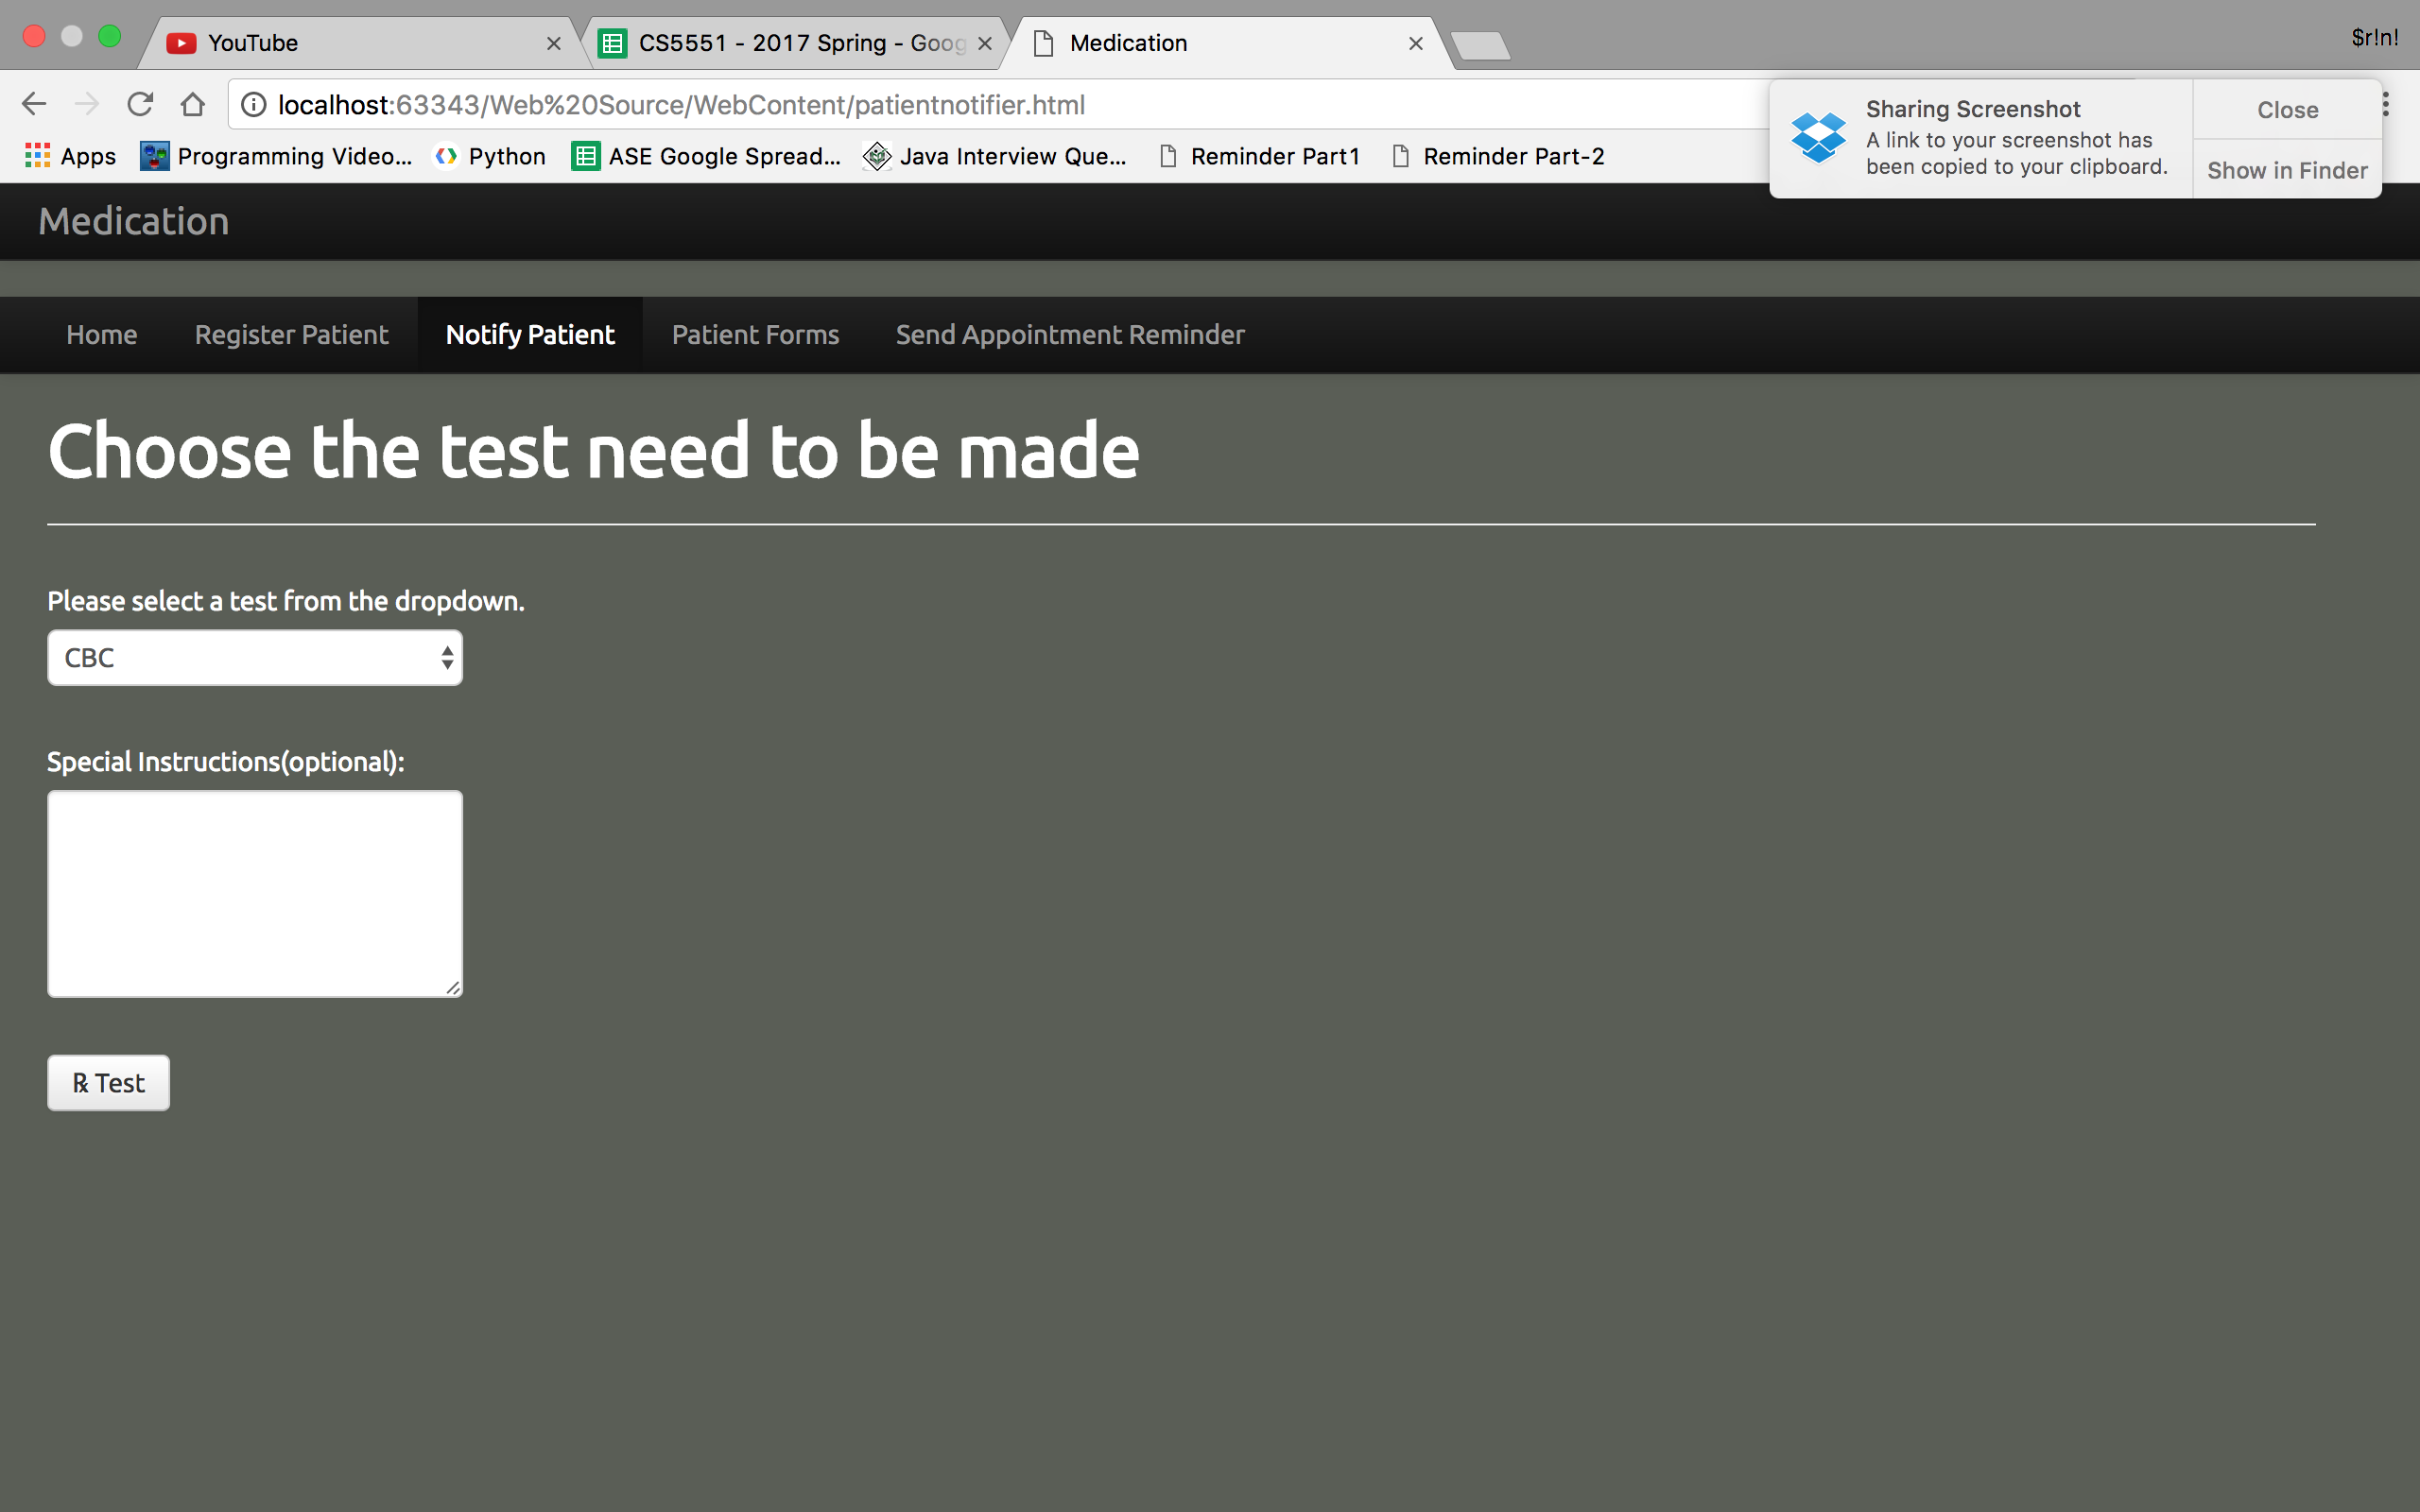 YouTube
CS5551 - 2017 Spring - Goog
Medication
$r!n!
localhost:63343/Web%20Source/WebContent/patientnotifier.html
Sharing Screenshot
A link to your screenshot has
been copied to your clipboard.
Close
Show in Finder
Apps
Programming Video...
Python
ASE Google Spread...
Java Interview Que...
Reminder Part1
Reminder Part-2
Medication
Home
Register Patient
Notify Patient
Patient Forms
Send Appointment Reminder
Choose the test need to be made
Please select a test from the dropdown.
CBC
Special Instructions(optional):
℞ Test